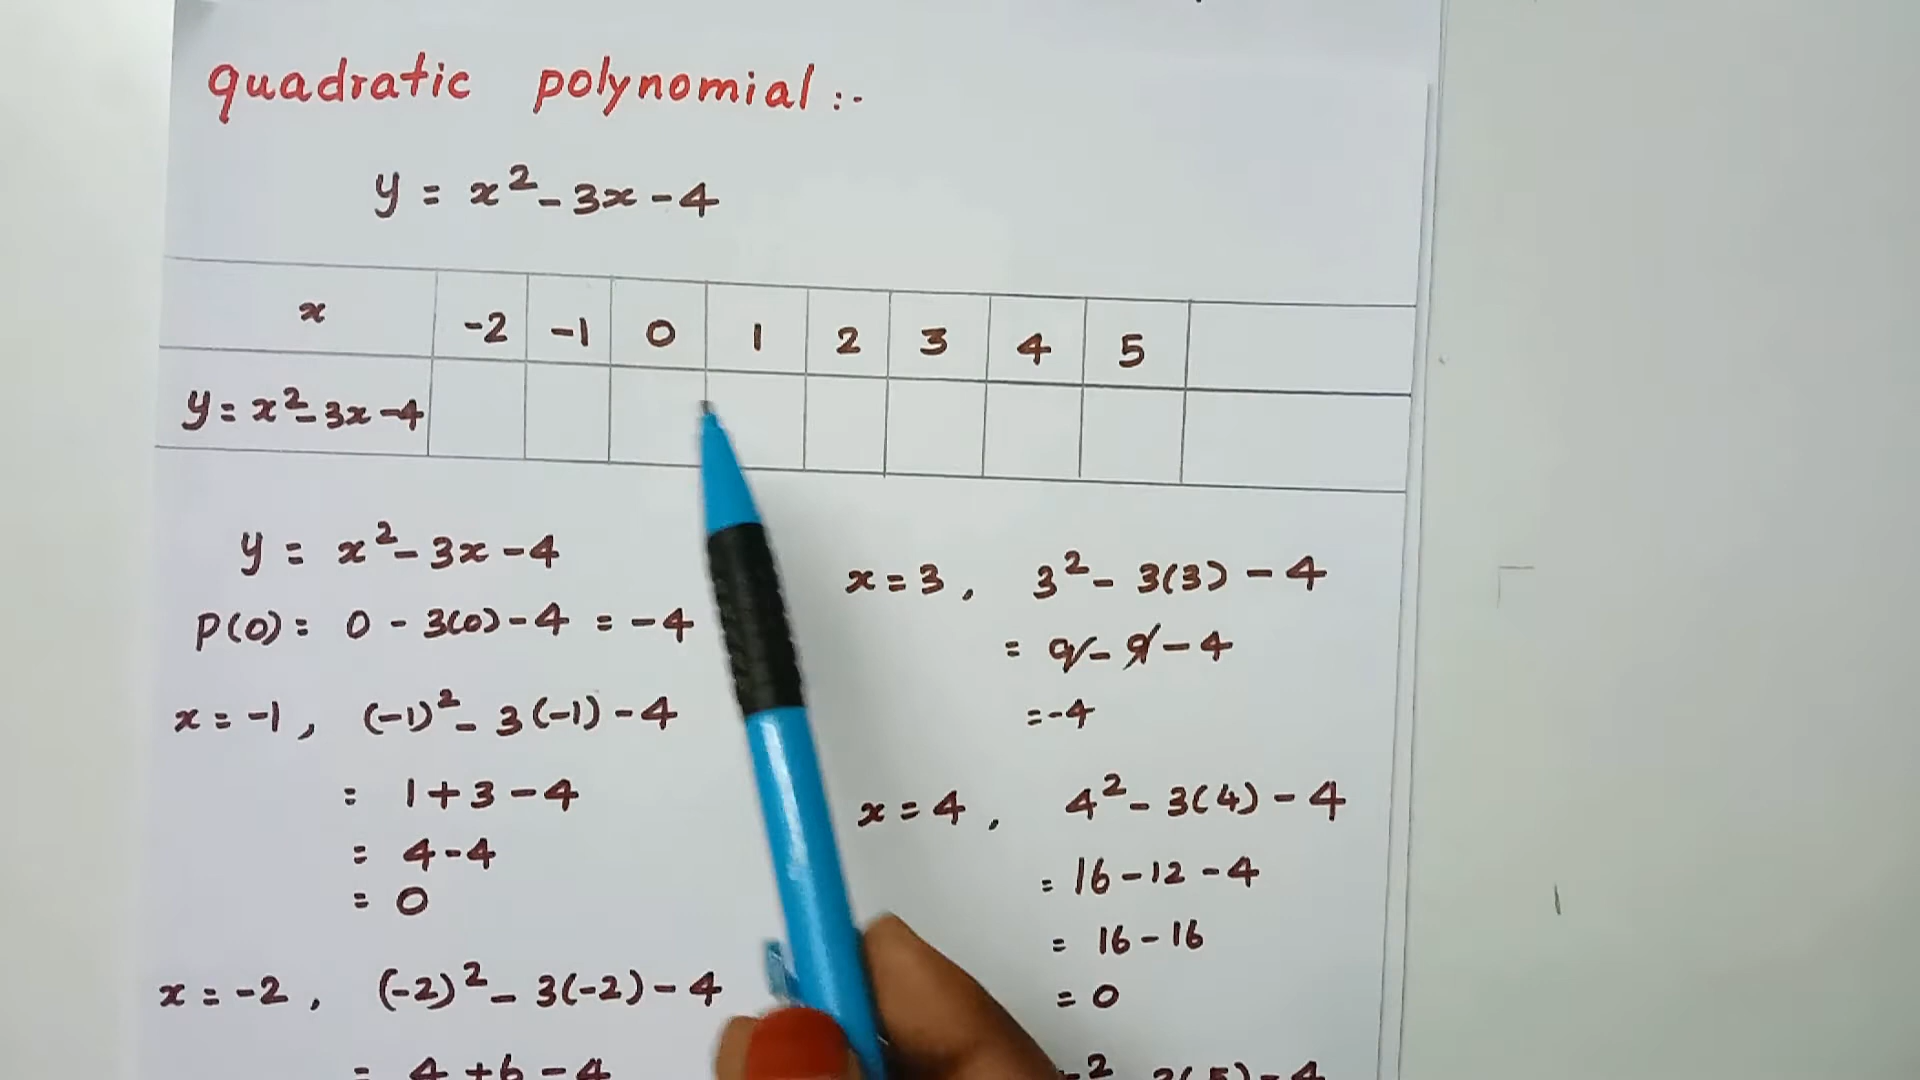 quadratic polynomial :-
y = x² - 3x - 4
x -2 -1 0 1 2 3 4 5
y = x² - 3x - 4
y = x² - 3x - 4
P(0) = 0 - 3(0) - 4 = -4
x = -1, (-1)² - 3(-1) - 4
= 1 + 3 - 4
= 4 - 4
= 0
x = -2, (-2)² - 3(-2) - 4
= 4 + 6 - 4
x = 3, 3² - 3(3) - 4
= 9 - 9 - 4
= -4
x = 4, 4² - 3(4) - 4
= 16 - 12 - 4
= 16 - 16
= 0